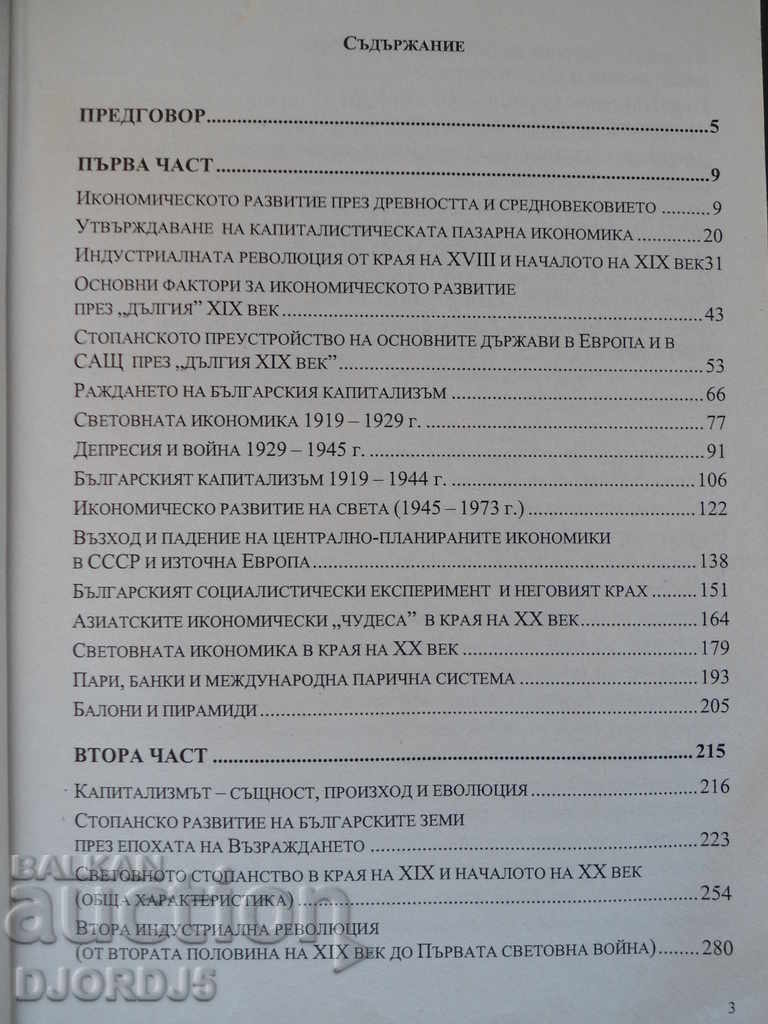 Съдържание
ПРЕДГОВОР..........5
ПЪРВА ЧАСТ..........9
Икономическото развитие през древността и средновековието ..........9
Утвърждаване на капиталистическата пазарна икономика ..........20
Индустриалната революция от края на XVIII и началото на XIX век31
Основни фактори за икономическото развитие
през „дългия” XIX век..........43
Стопанското преустройство на основните държави в Европа и в
САЩ през „дългия XIX век”..........53
Раждането на българския капитализъм ..........66
Световната икономика 1919 – 1929 г. ..........77
Депресия и война 1929 – 1945 г. ..........91
Българският капитализъм 1919 – 1944 г. ..........106
Икономическо развитие на света (1945 – 1973 г.) ..........122
Възход и падение на централно-планираните икономики
в СССР и източна Европа..........138
Българският социалистически експеримент и неговият крах ..........151
Азиатските икономически „чудеса” в края на XX век..........164
Световната икономика в края на XX век ..........179
Пари, банки и международна парична система ..........193
Балони и пирамиди..........205
ВТОРА ЧАСТ ..........215
Капитализмът – същност, произход и еволюция ..........216
Стопанско развитие на българските земи
през епохата на Възраждането ..........223
Световното стопанство в края на XIX и началото на XX век
(обща характеристика) ..........254
Втора индустриална революция
(от втората половина на XIX век до Първата световна война) ..........280
3
BALKAN
auction
DJORDJ5